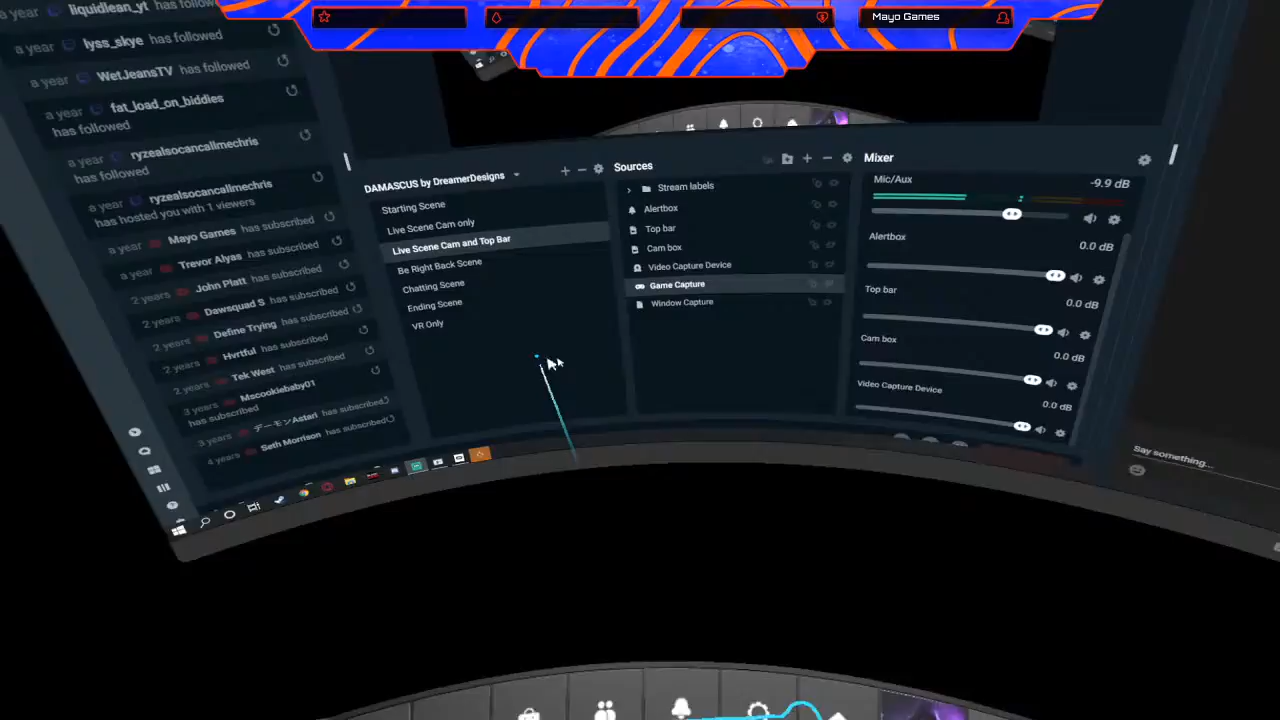 Mayo Games
a year liquidlean_yt has followed
a year lyss_skye has followed
a year WetJeansTV has followed
a year fat_load_on_biddies
has followed
a year ryzealsocancallmechris
has followed
a year ryzealsocancallmechris
has hosted you with 1 viewers
a year Mayo Games has subscribed
a year Trevor Alyas has subscribed
2 years John Platt has subscribed
2 years Dawsquad S has subscribed
2 years Define Trying has subscribed
2 years Hvrtful has subscribed
2 years Tek West has subscribed
3 years Mscookiebaby01
has subscribed
3 years デーモンAstari has subscribed
4 years Seth Morrison has subscribed
DAMASCUS by DreamerDesigns
Starting Scene
Live Scene Cam only
Live Scene Cam and Top Bar
Be Right Back Scene
Chatting Scene
Ending Scene
VR Only
Sources
Stream labels
Alertbox
Top bar
Cam box
Video Capture Device
Game Capture
Window Capture
Mixer
Mic/Aux -9.9 dB
Alertbox 0.0 dB
Top bar 0.0 dB
Cam box 0.0 dB
Video Capture Device 0.0 dB
Say something...